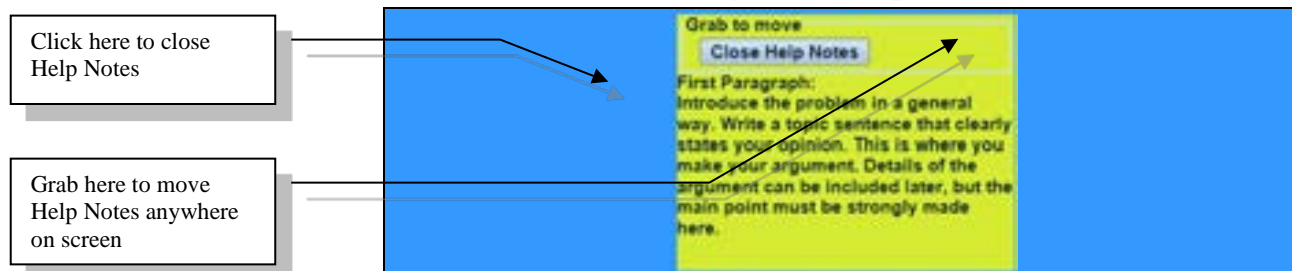 Click here to close
Help Notes
Grab here to move
Help Notes anywhere
on screen
Grab to move
Close Help Notes
First Paragraph:
Introduce the problem in a general
way. Write a topic sentence that clearly
states your opinion. This is where you
make your argument. Details of the
argument can be included later, but the
main point must be strongly made
here.